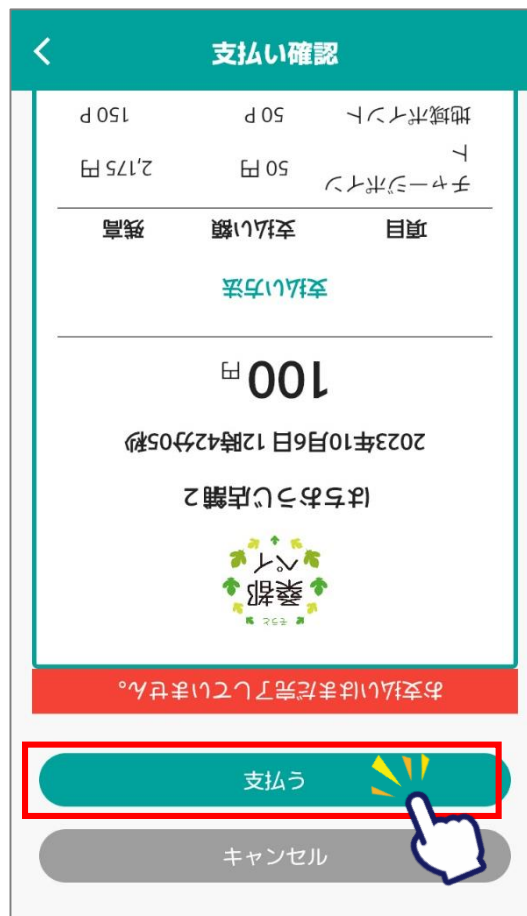 支払い確認
お支払いはまだ完了していません。
そうと
桑都
ペイ
はちおうじ店舗2
2023年10月6日 12時42分05秒
100円
支払い方法
項目 支払い額 残高
チャージポイン 50 円 2,175 円
ト
地域ポイント 50 P 150 P
支払う
キャンセル